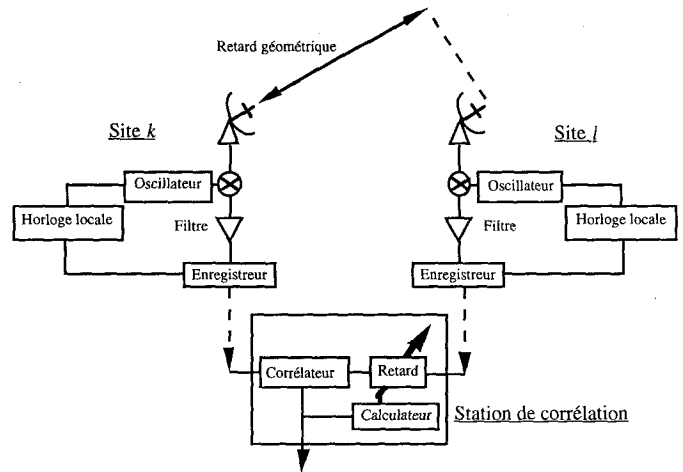 Retard géométrique
Site k
Site l
Oscillateur
Oscillateur
Horloge locale
Horloge locale
Filtre
Filtre
Enregistreur
Enregistreur
Corrélateur
Retard
Calculateur
Station de corrélation